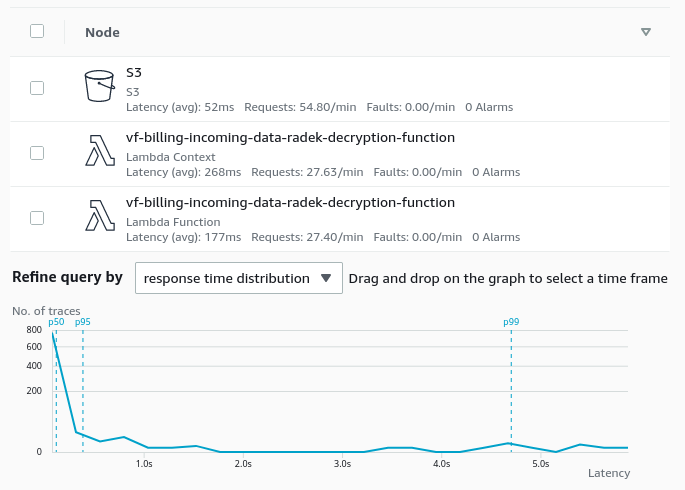 Node
S3
S3
Latency (avg): 52ms Requests: 54.80/min Faults: 0.00/min 0 Alarms
vf-billing-incoming-data-radek-decryption-function
Lambda Context
Latency (avg): 268ms Requests: 27.63/min Faults: 0.00/min 0 Alarms
vf-billing-incoming-data-radek-decryption-function
Lambda Function
Latency (avg): 177ms Requests: 27.40/min Faults: 0.00/min 0 Alarms
Refine query by response time distribution Drag and drop on the graph to select a time frame
No. of traces
p50 p95 p99
800
600
400
200
0
1.0s 2.0s 3.0s 4.0s 5.0s
Latency